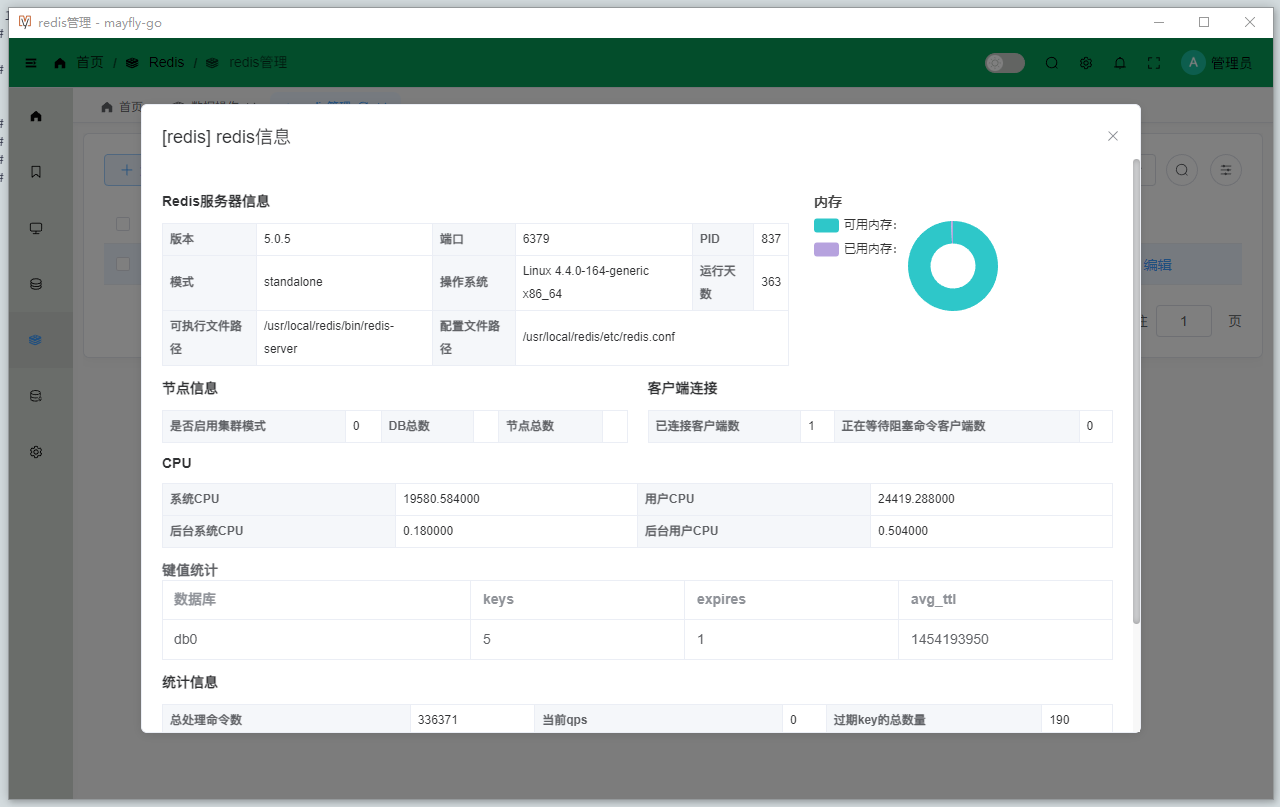 redis管理 - mayfly-go
首页 / Redis / redis管理
A 管理员
首页
[redis] redis信息
Redis服务器信息
内存
版本 5.0.5 端口 6379 PID 837
可用内存:
已用内存:
模式 standalone 操作系统 Linux 4.4.0-164-generic x86_64 运行天数 363
可执行文件路径 /usr/local/redis/bin/redis-server 配置文件路径 /usr/local/redis/etc/redis.conf
编辑
1 页
节点信息
客户端连接
是否启用集群模式 0 DB总数 节点总数
已连接客户端数 1 正在等待阻塞命令客户端数 0
CPU
系统CPU 19580.584000 用户CPU 24419.288000
后台系统CPU 0.180000 后台用户CPU 0.504000
键值统计
数据库 keys expires avg_ttl
db0 5 1 1454193950
统计信息
总处理命令数 336371 当前qps 0 过期key的总数量 190